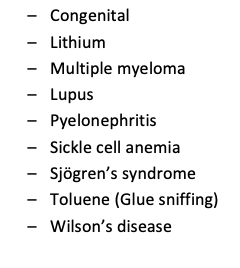 – Congenital
– Lithium
– Multiple myeloma
– Lupus
– Pyelonephritis
– Sickle cell anemia
– Sjögren's syndrome
– Toluene (Glue sniffing)
– Wilson's disease